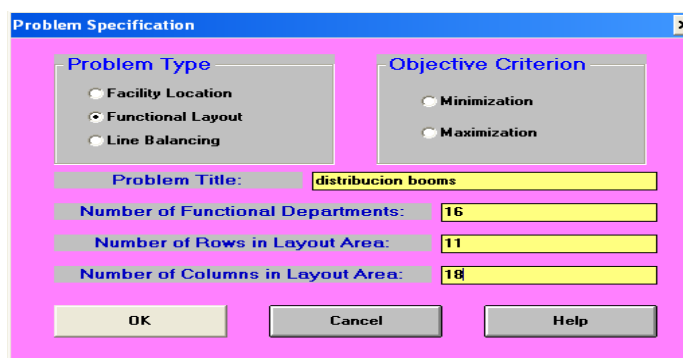 Problem Specification
Problem Type
Facility Location
Functional Layout
Line Balancing
Objective Criterion
Minimization
Maximization
Problem Title: distribucion booms
Number of Functional Departments: 16
Number of Rows in Layout Area: 11
Number of Columns in Layout Area: 18
OK Cancel Help